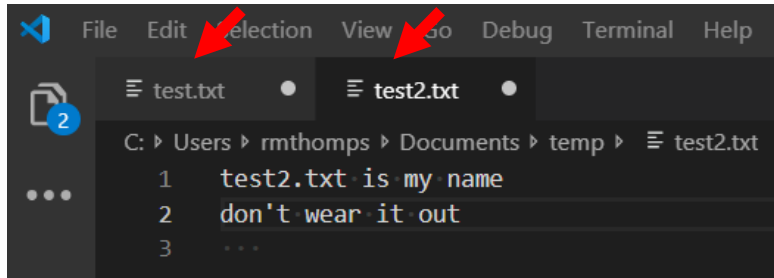 File Edit Selection View Go Debug Terminal Help
test.txt test2.txt
2
C: Users rmthomps Documents temp test2.txt
1 test2.txt is my name
2 don't wear it out
3